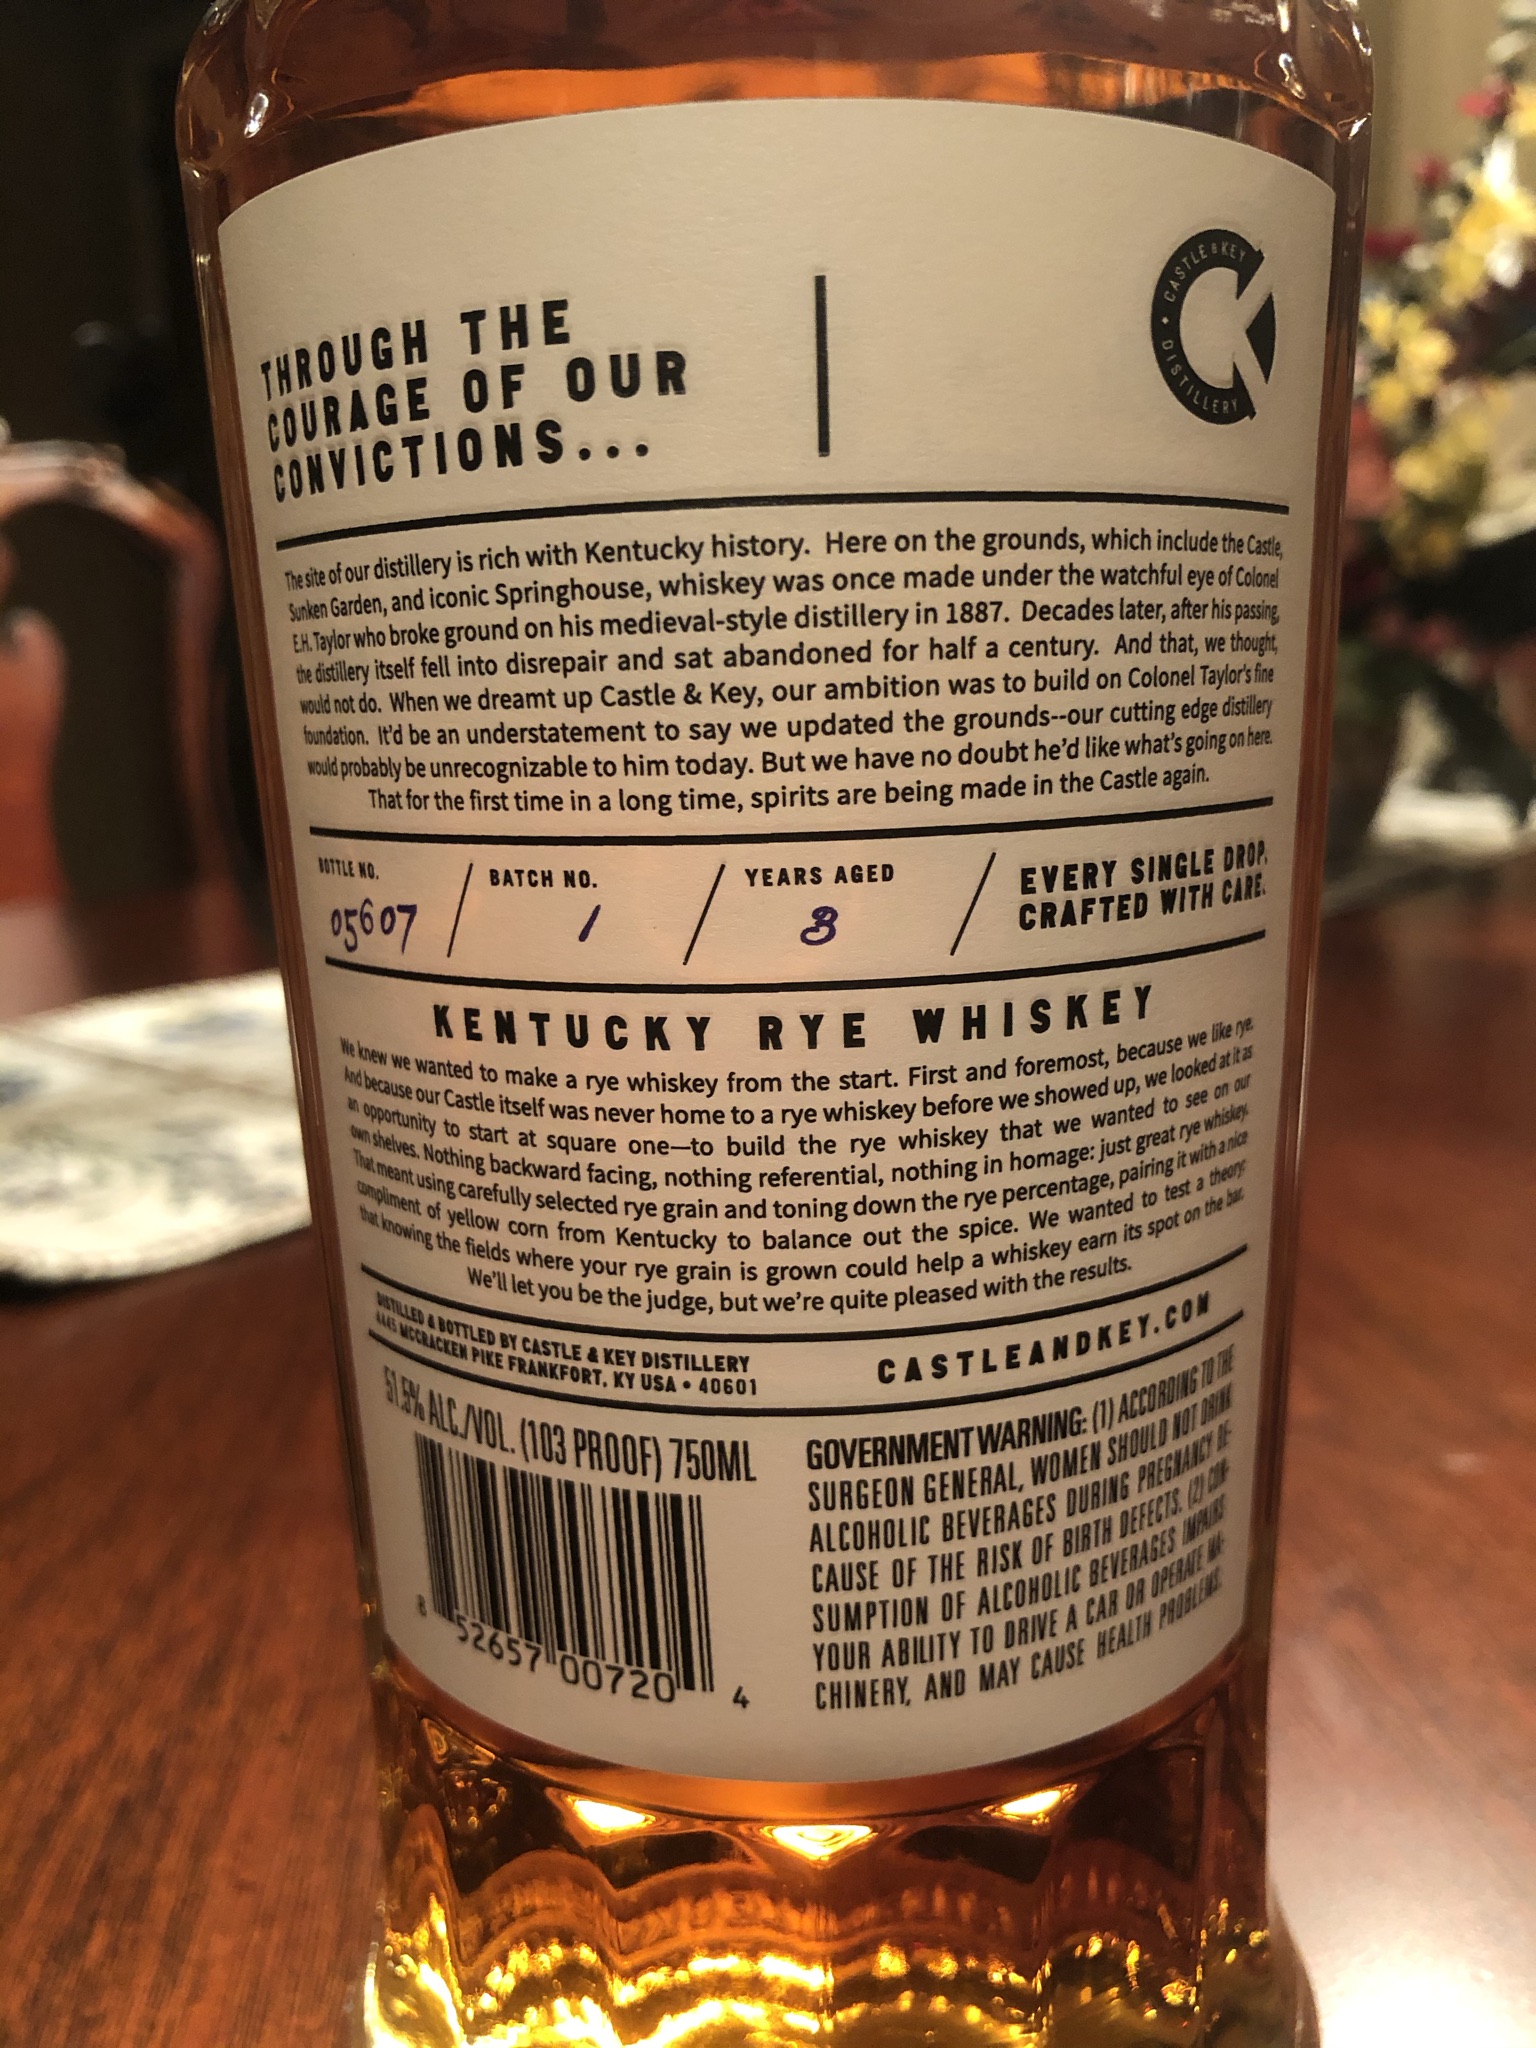 THROUGH THE
COURAGE OF OUR
CONVICTIONS...
CASTLE & KEY
DISTILLERY
The site of our distillery is rich with Kentucky history. Here on the grounds, which include the Castle,
Sunken Garden, and iconic Springhouse, whiskey was once made under the watchful eye of Colonel
E.H. Taylor who broke ground on his medieval-style distillery in 1887. Decades later, after his passing,
the distillery itself fell into disrepair and sat abandoned for half a century. And that, we thought,
would not do. When we dreamt up Castle & Key, our ambition was to build on Colonel Taylor's fine
foundation. It'd be an understatement to say we updated the grounds--our cutting edge distillery
would probably be unrecognizable to him today. But we have no doubt he'd like what's going on here.
That for the first time in a long time, spirits are being made in the Castle again.
BOTTLE NO.
05607
BATCH NO.
1
YEARS AGED
3
EVERY SINGLE DROP.
CRAFTED WITH CARE.
KENTUCKY RYE WHISKEY
We knew we wanted to make a rye whiskey from the start. First and foremost, because we like rye.
And because our Castle itself was never home to a rye whiskey before we showed up, we looked at it as
an opportunity to start at square one—to build the rye whiskey that we wanted to see on our
own shelves. Nothing backward facing, nothing referential, nothing in homage: just great rye whiskey.
That meant using carefully selected rye grain and toning down the rye percentage, pairing it with a nice
compliment of yellow corn from Kentucky to balance out the spice. We wanted to test a theory:
that knowing the fields where your rye grain is grown could help a whiskey earn its spot on the bar.
We'll let you be the judge, but we're quite pleased with the results.
DISTILLED & BOTTLED BY CASTLE & KEY DISTILLERY
4445 MCCRACKEN PIKE FRANKFORT, KY USA • 40601
CASTLEANDKEY.COM
51.5% ALC./VOL. (103 PROOF) 750ML
8 52657 00720 4
GOVERNMENT WARNING: (1) ACCORDING TO THE
SURGEON GENERAL, WOMEN SHOULD NOT DRINK
ALCOHOLIC BEVERAGES DURING PREGNANCY BE-
CAUSE OF THE RISK OF BIRTH DEFECTS. (2) CON-
SUMPTION OF ALCOHOLIC BEVERAGES IMPAIRS
YOUR ABILITY TO DRIVE A CAR OR OPERATE MA-
CHINERY, AND MAY CAUSE HEALTH PROBLEMS.